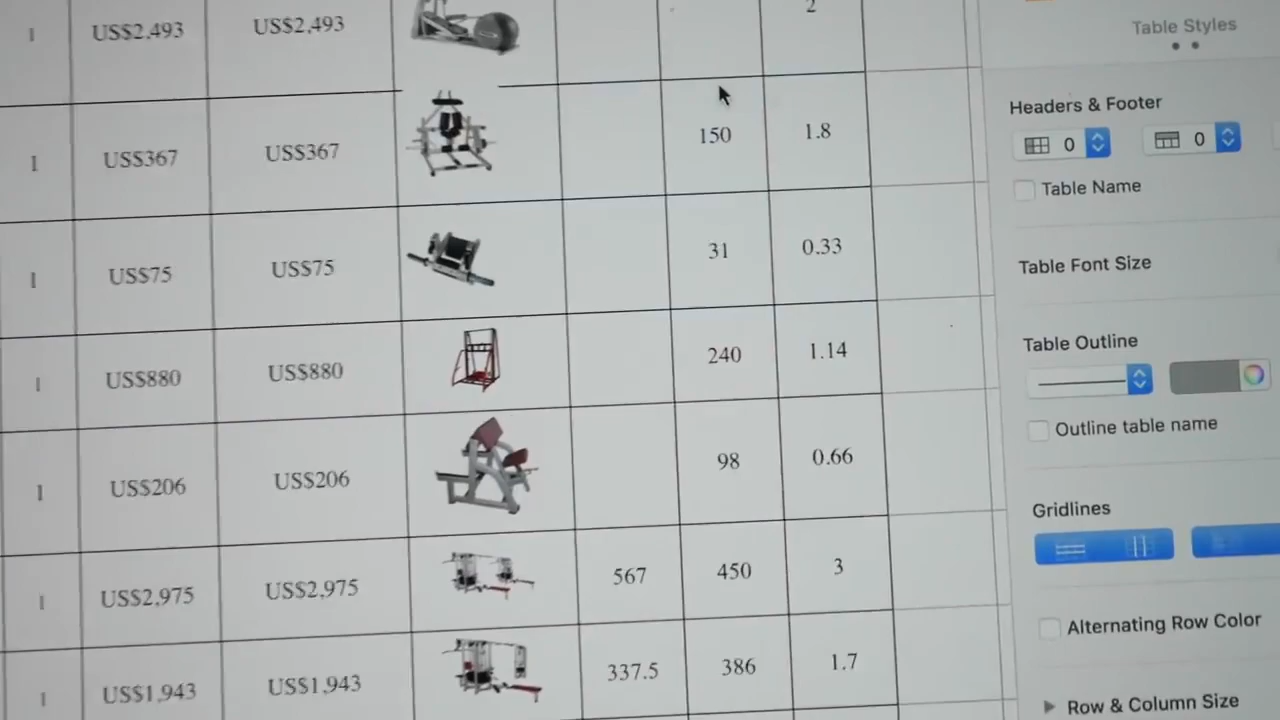 1 US$2,493 US$2,493 2
1 US$367 US$367 150 1.8
1 US$75 US$75 31 0.33
1 US$880 US$880 240 1.14
1 US$206 US$206 98 0.66
1 US$2,975 US$2,975 567 450 3
1 US$1,943 US$1,943 337.5 386 1.7
Table Styles
Headers & Footer
0 0
Table Name
Table Font Size
Table Outline
Outline table name
Gridlines
Alternating Row Color
Row & Column Size